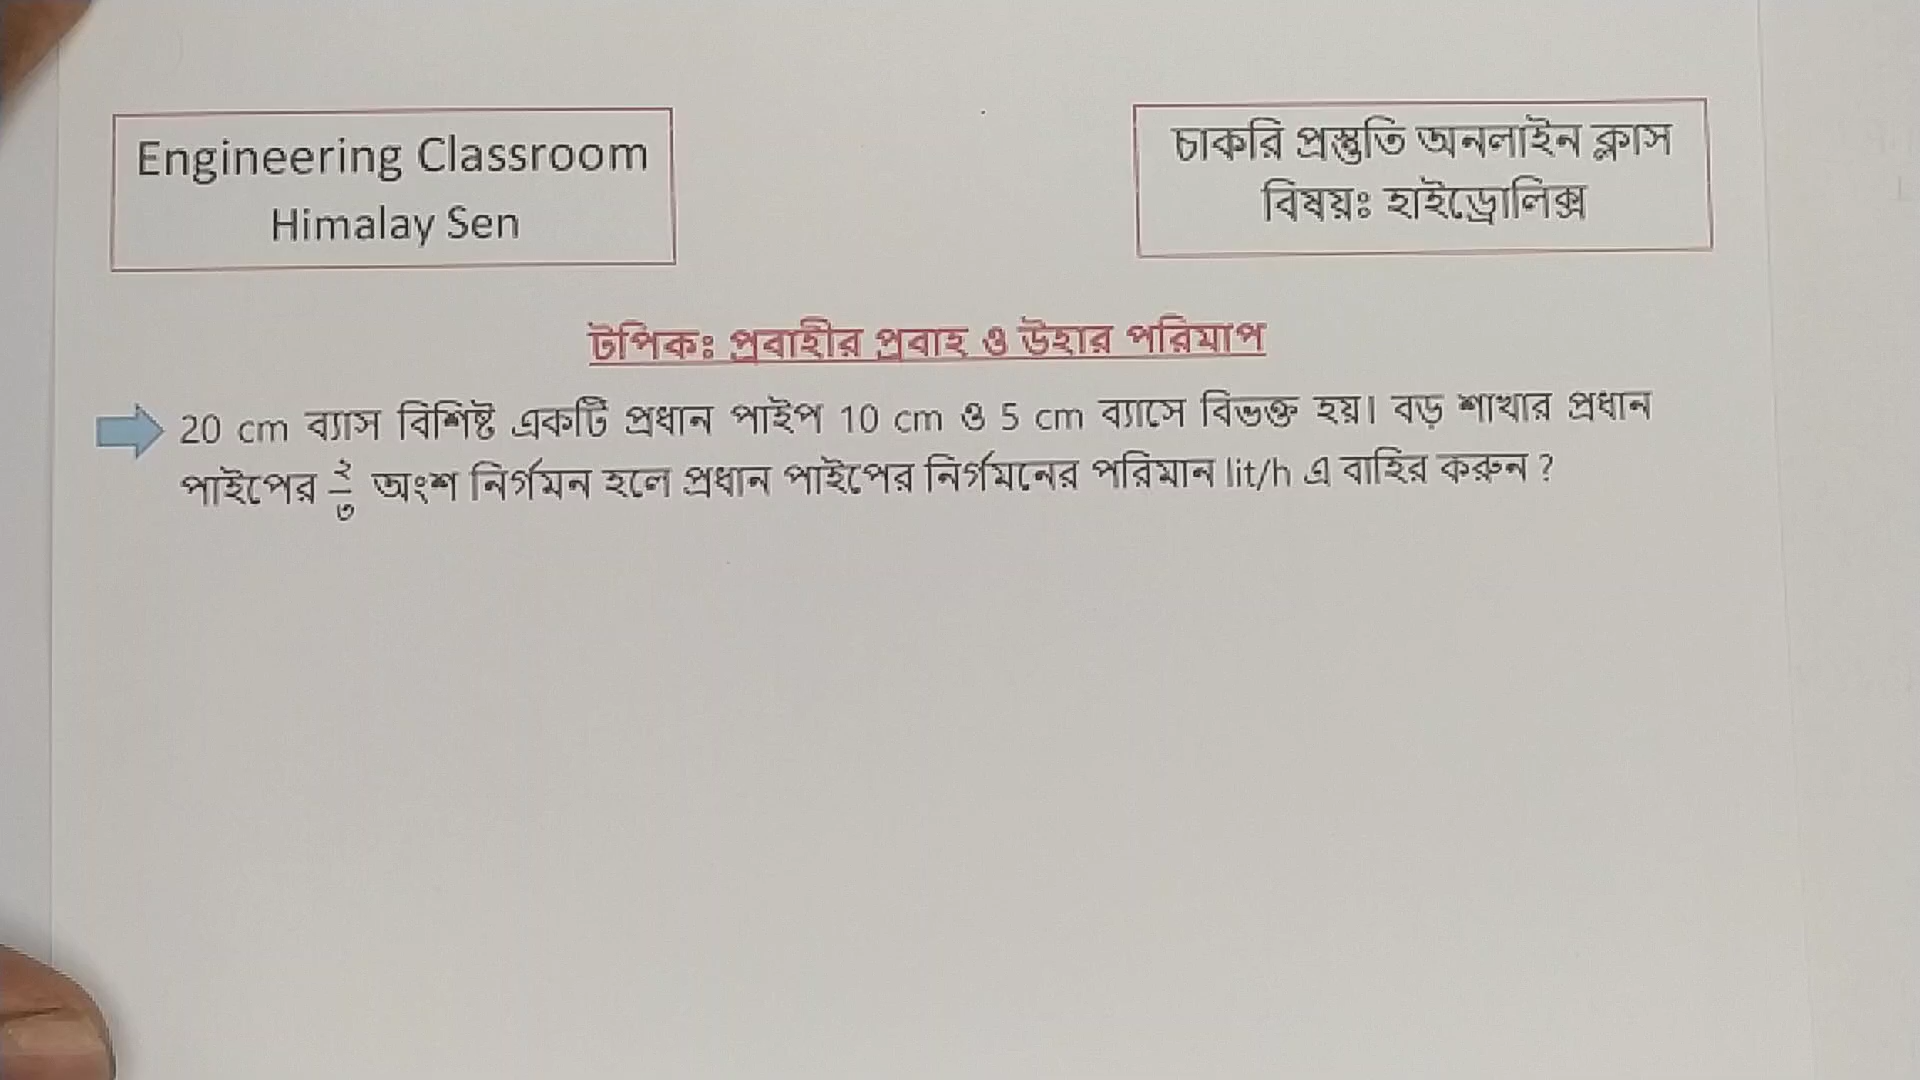 Engineering Classroom
Himalay Sen
চাকরি প্রস্তুতি অনলাইন ক্লাস
বিষয়ঃ হাইড্রোলিক্স
টপিকঃ প্রবাহীর প্রবাহ ও উহার পরিমাপ
20 cm ব্যাস বিশিষ্ট একটি প্রধান পাইপ 10 cm ও 5 cm ব্যাসে বিভক্ত হয়। বড় শাখার প্রধান
পাইপের ২/৩ অংশ নির্গমন হলে প্রধান পাইপের নির্গমনের পরিমান lit/h এ বাহির করুন ?